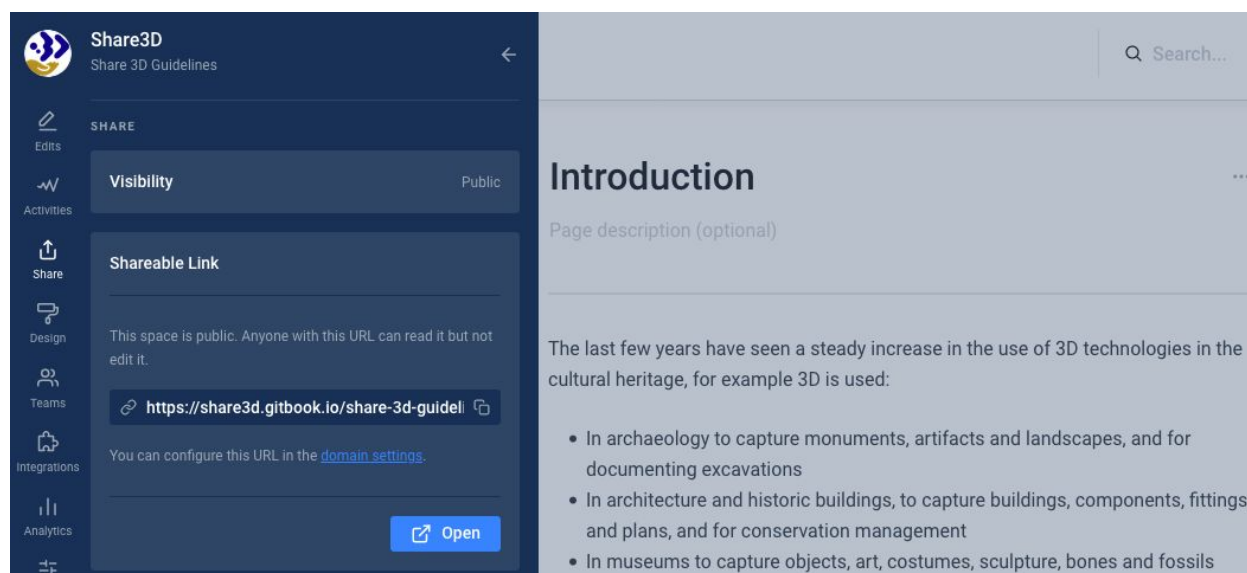 Share3D
Share 3D Guidelines
Search...
Edits
Activities
Share
Design
Teams
Integrations
Analytics
SHARE
Visibility
Public
Shareable Link
This space is public. Anyone with this URL can read it but not
edit it.
https://share3d.gitbook.io/share-3d-guideli
You can configure this URL in the domain settings.
Open
Introduction
Page description (optional)
The last few years have seen a steady increase in the use of 3D technologies in the
cultural heritage, for example 3D is used:
• In archaeology to capture monuments, artifacts and landscapes, and for
documenting excavations
• In architecture and historic buildings, to capture buildings, components, fittings
and plans, and for conservation management
• In museums to capture objects, art, costumes, sculpture, bones and fossils